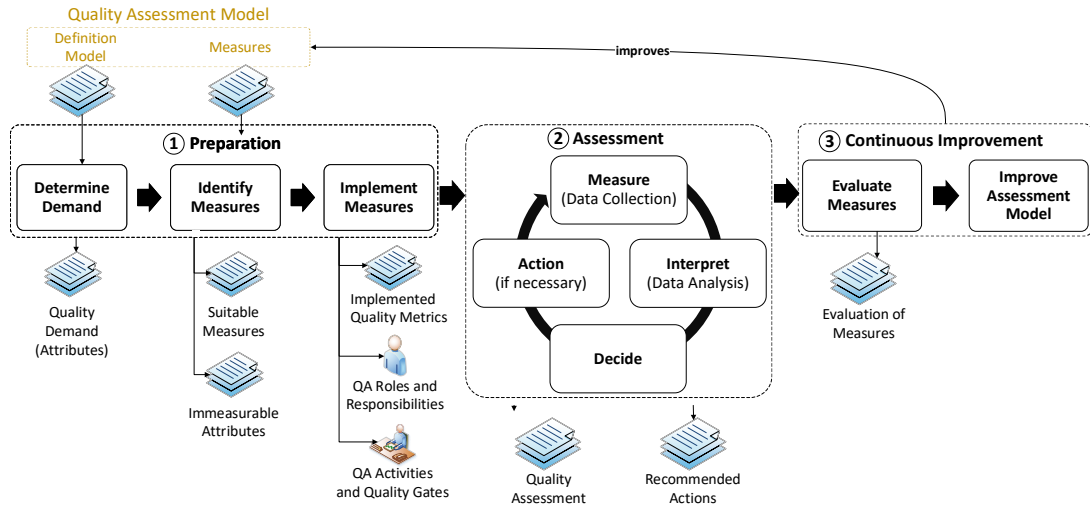 Quality Assessment Model
Definition
Model
Measures
improves
1 Preparation
Determine
Demand
Identify
Measures
Implement
Measures
Quality
Demand
(Attributes)
Suitable
Measures
Immeasurable
Attributes
Implemented
Quality Metrics
QA Roles and
Responsibilities
QA Activities
and Quality Gates
2 Assessment
Measure
(Data Collection)
Interpret
(Data Analysis)
Decide
Action
(if necessary)
Quality
Assessment
Recommended
Actions
3 Continuous Improvement
Evaluate
Measures
Improve
Assessment
Model
Evaluation of
Measures